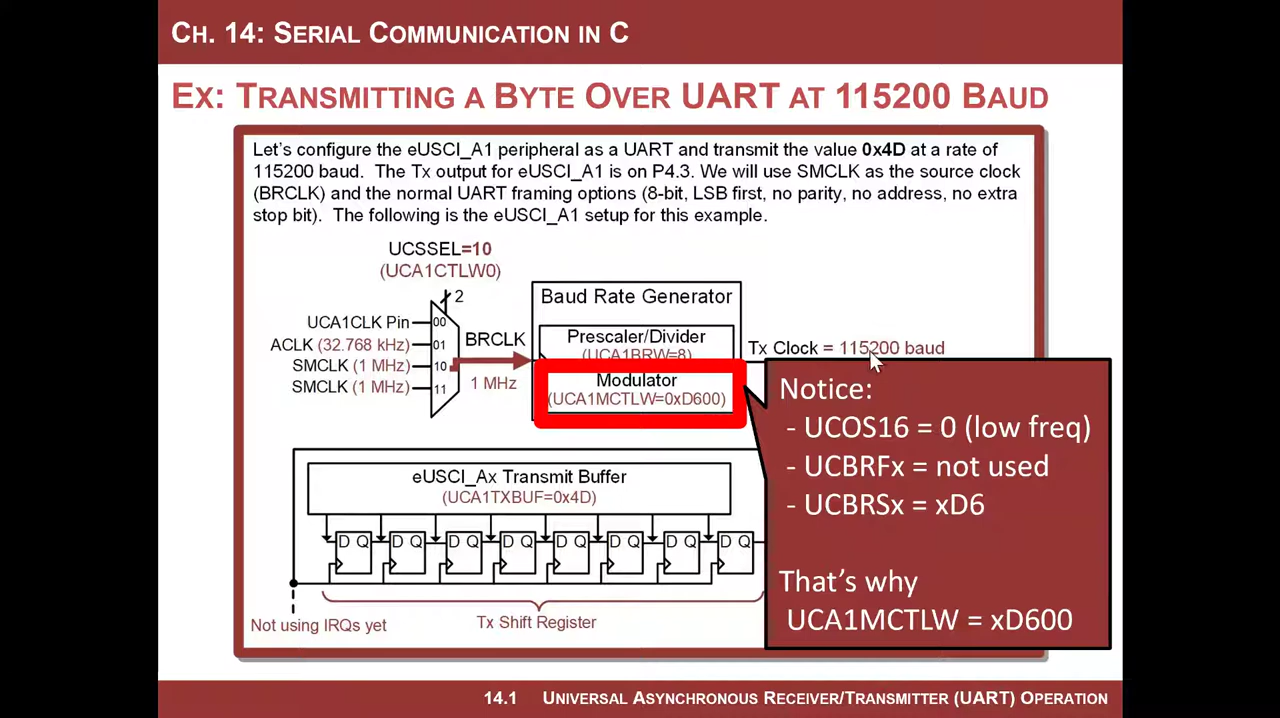 CH. 14: SERIAL COMMUNICATION IN C
EX: TRANSMITTING A BYTE OVER UART AT 115200 BAUD
Let's configure the eUSCI_A1 peripheral as a UART and transmit the value 0x4D at a rate of
115200 baud. The Tx output for eUSCI_A1 is on P4.3. We will use SMCLK as the source clock
(BRCLK) and the normal UART framing options (8-bit, LSB first, no parity, no address, no extra
stop bit). The following is the eUSCI_A1 setup for this example.
UCSSEL=10
(UCA1CTLW0)
2
UCA1CLK Pin
00
ACLK (32.768 kHz)
01
SMCLK (1 MHz)
10
SMCLK (1 MHz)
11
BRCLK
1 MHz
Baud Rate Generator
Prescaler/Divider
(UCA1BRW=8)
Modulator
(UCA1MCTLW=0xD600)
Tx Clock = 115200 baud
Notice:
- UCOS16 = 0 (low freq)
- UCBRFx = not used
- UCBRSx = xD6
That's why
UCA1MCTLW = xD600
eUSCI_Ax Transmit Buffer
(UCA1TXBUF=0x4D)
D Q D Q D Q D Q D Q D Q D Q D Q
Not using IRQs yet
Tx Shift Register
14.1 UNIVERSAL ASYNCHRONOUS RECEIVER/TRANSMITTER (UART) OPERATION